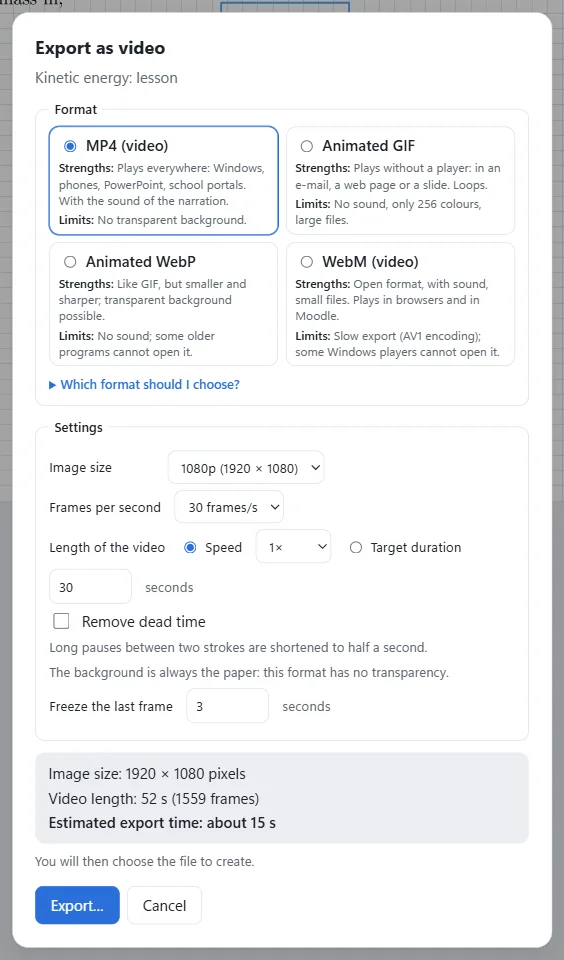 Export as video
Kinetic energy: lesson
Format
MP4 (video)
Strengths: Plays everywhere: Windows,
phones, PowerPoint, school portals.
With the sound of the narration.
Limits: No transparent background.
Animated GIF
Strengths: Plays without a player: in an
e-mail, a web page or a slide. Loops.
Limits: No sound, only 256 colours,
large files.
Animated WebP
Strengths: Like GIF, but smaller and
sharper; transparent background
possible.
Limits: No sound; some older
programs cannot open it.
WebM (video)
Strengths: Open format, with sound,
small files. Plays in browsers and in
Moodle.
Limits: Slow export (AV1 encoding);
some Windows players cannot open it.
Which format should I choose?
Settings
Image size 1080p (1920 × 1080)
Frames per second 30 frames/s
Length of the video Speed 1× Target duration
30 seconds
Remove dead time
Long pauses between two strokes are shortened to half a second.
The background is always the paper: this format has no transparency.
Freeze the last frame 3 seconds
Image size: 1920 × 1080 pixels
Video length: 52 s (1559 frames)
Estimated export time: about 15 s
You will then choose the file to create.
Export... Cancel